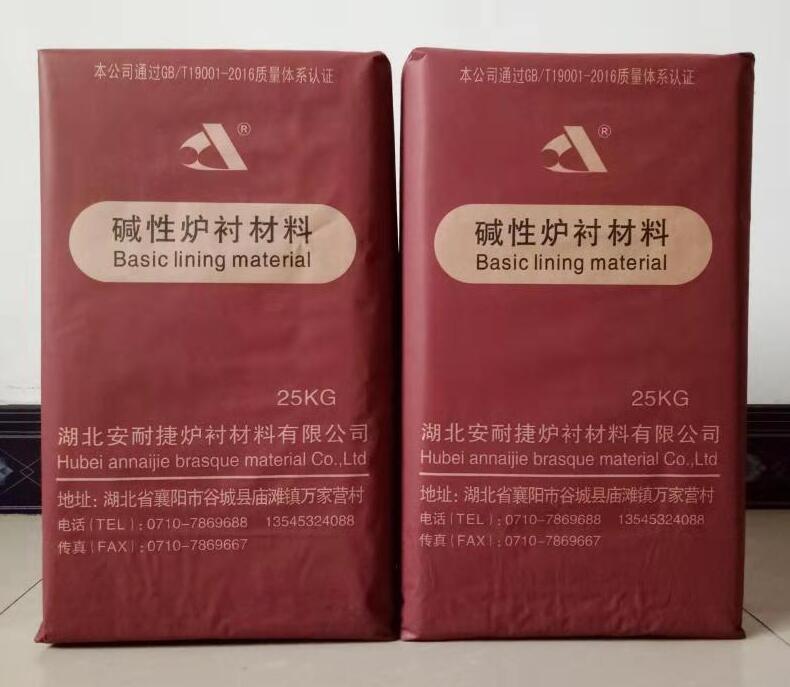 本公司通过GB/T19001-2016质量体系认证
®
碱性炉衬材料
Basic lining material
25KG
湖北安耐捷炉衬材料有限公司
Hubei annaijie brasque material Co.,Ltd
地址: 湖北省襄阳市谷城县庙滩镇万家营村
电话(TEL): 0710-7869688 13545324088
传真(FAX): 0710-7869667
本公司通过GB/T19001-2016质量体系认证
®
碱性炉衬材料
Basic lining material
25KG
湖北安耐捷炉衬材料有限公司
Hubei annaijie brasque material Co.,Ltd
地址: 湖北省襄阳市谷城县庙滩镇万家营村
电话(TEL): 0710-7869688 13545324088
传真(FAX): 0710-7869667